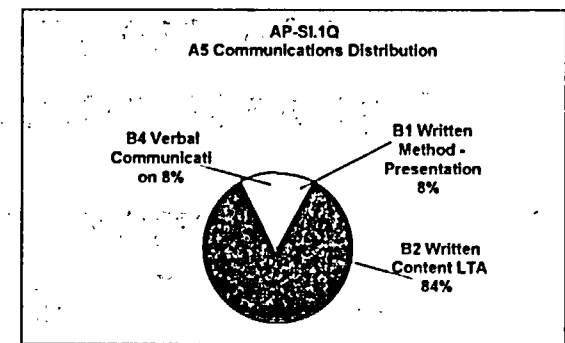 AP-SI.1Q
A5 Communications Distribution
B4 Verbal
Communicati
on 8%
B1 Written
Method -
Presentation
8%
B2 Written
Content LTA
84%